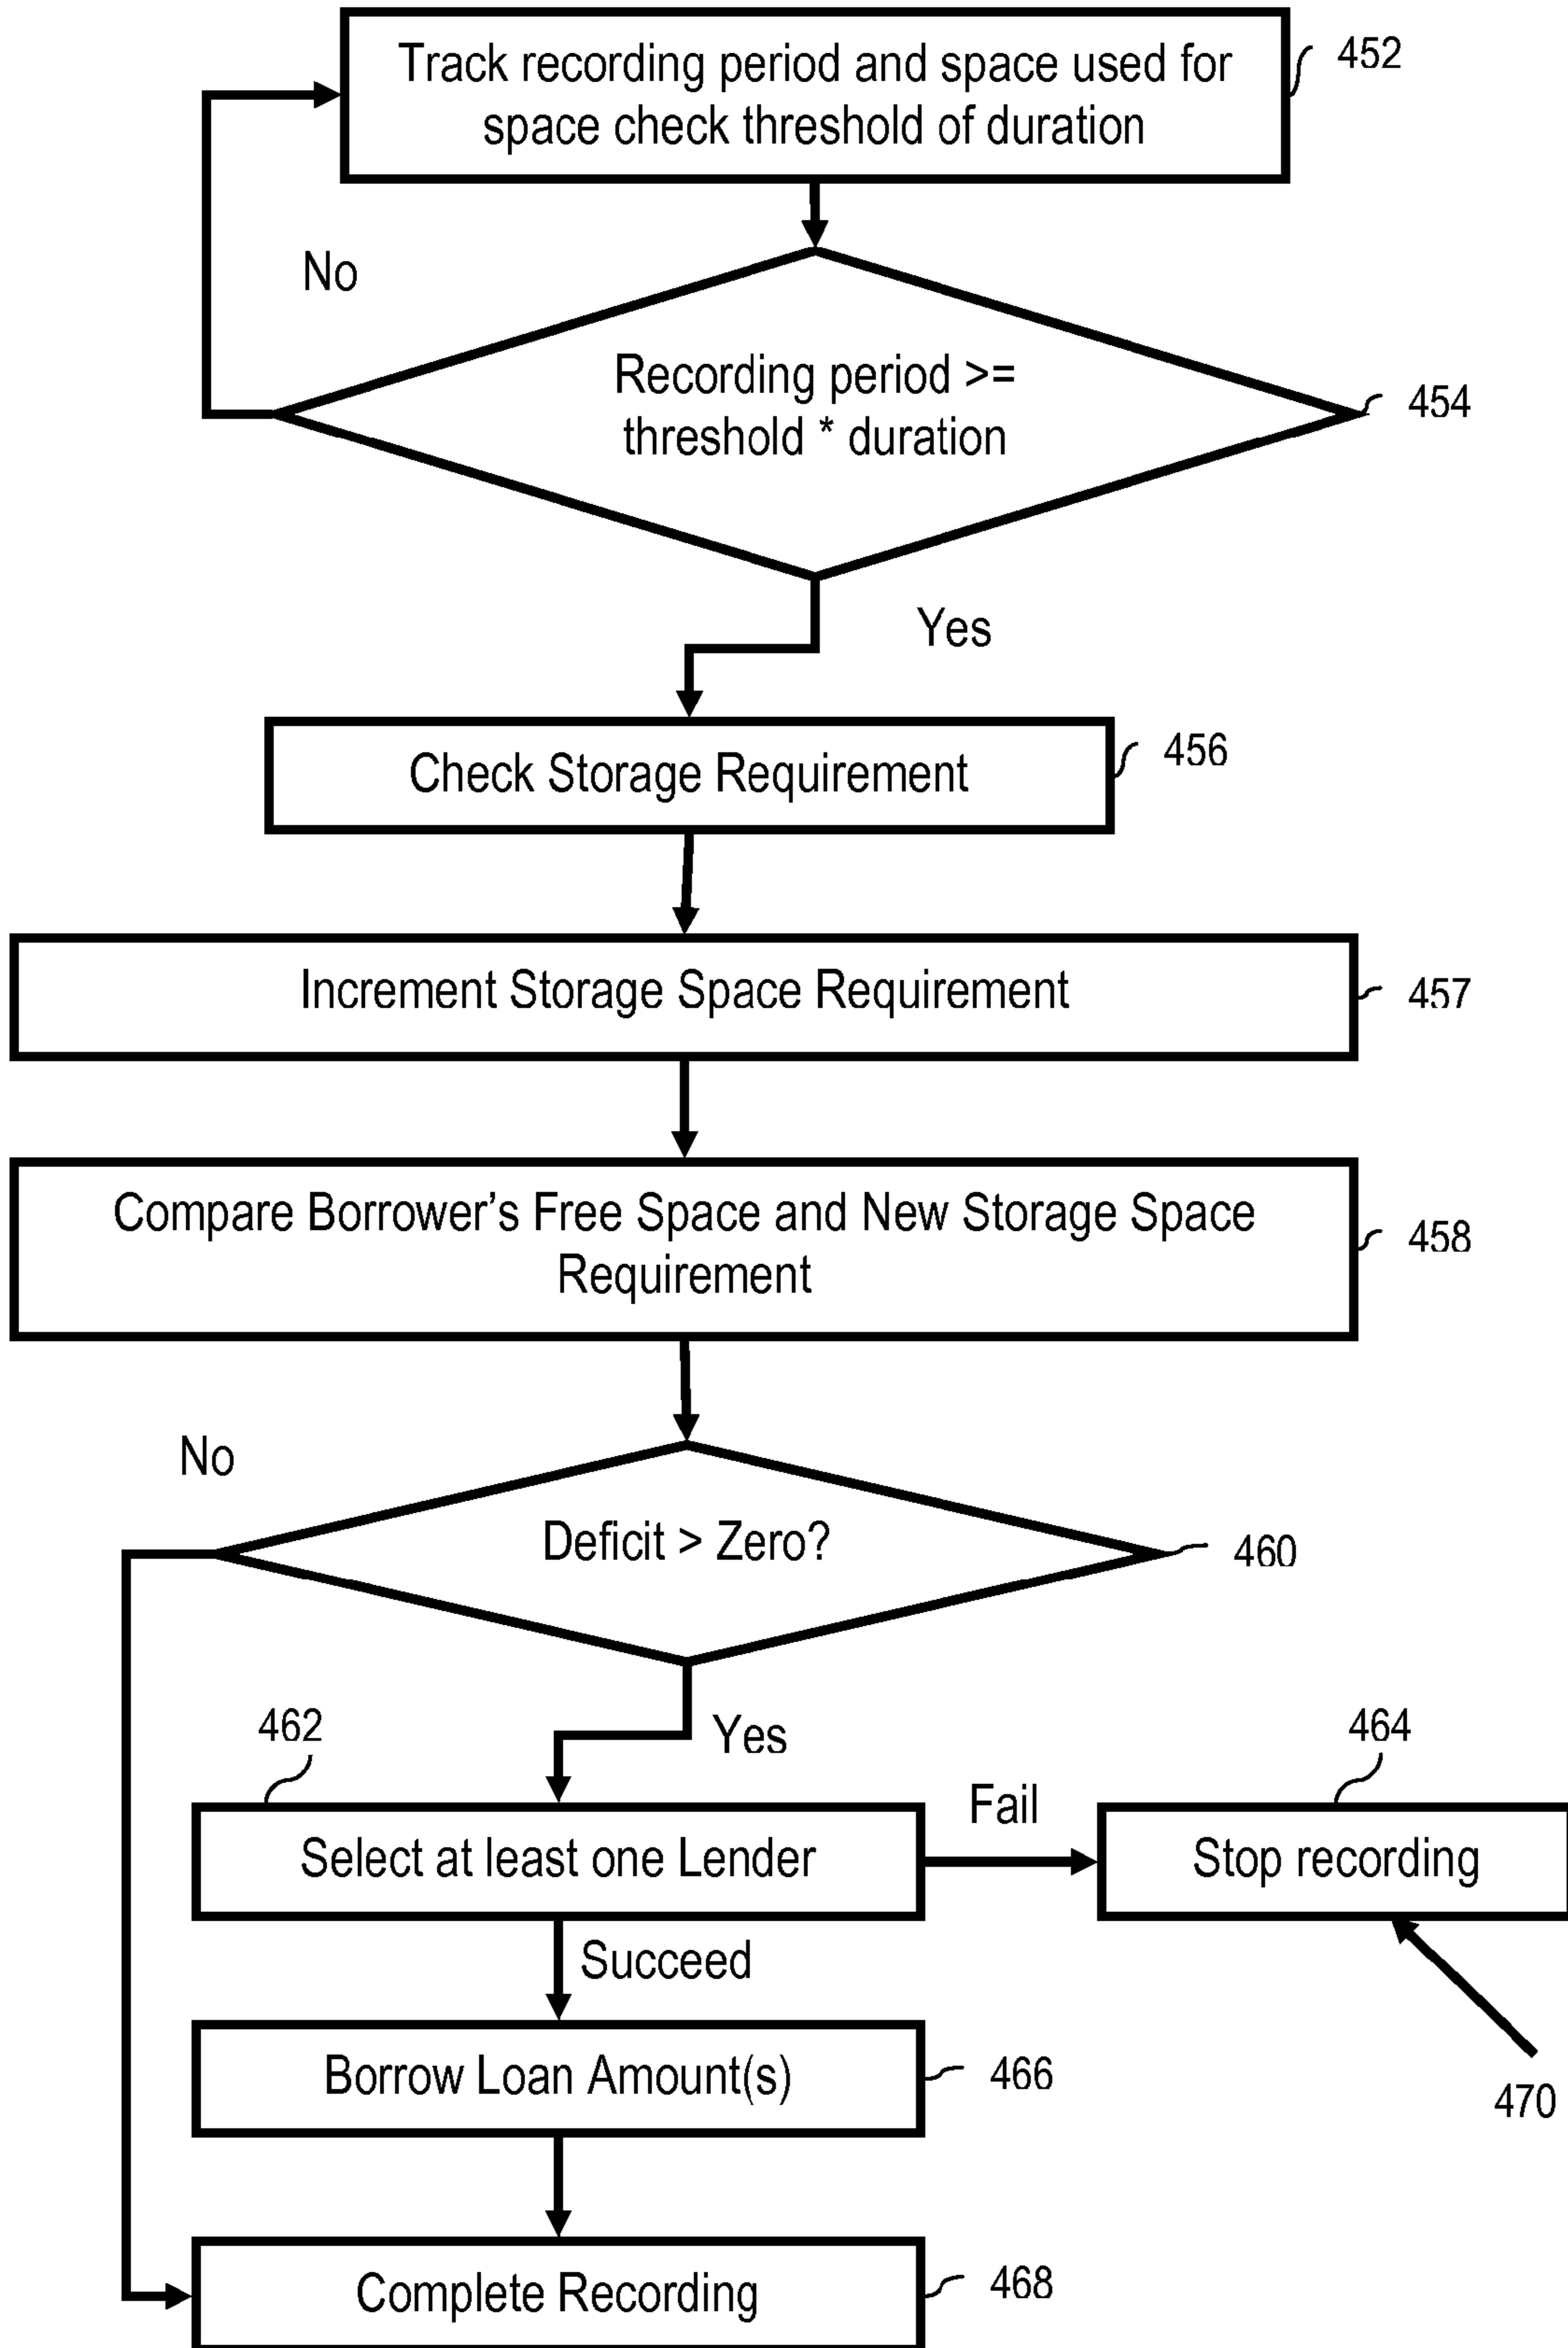 Track recording period and space used for
space check threshold of duration
452
No
Recording period >=
threshold * duration
454
Yes
Check Storage Requirement
456
Increment Storage Space Requirement
457
Compare Borrower’s Free Space and New Storage Space
Requirement
458
No
Deficit > Zero?
460
Yes
462
464
Select at least one Lender
Fail
Stop recording
Succeed
Borrow Loan Amount(s)
466
470
Complete Recording
468